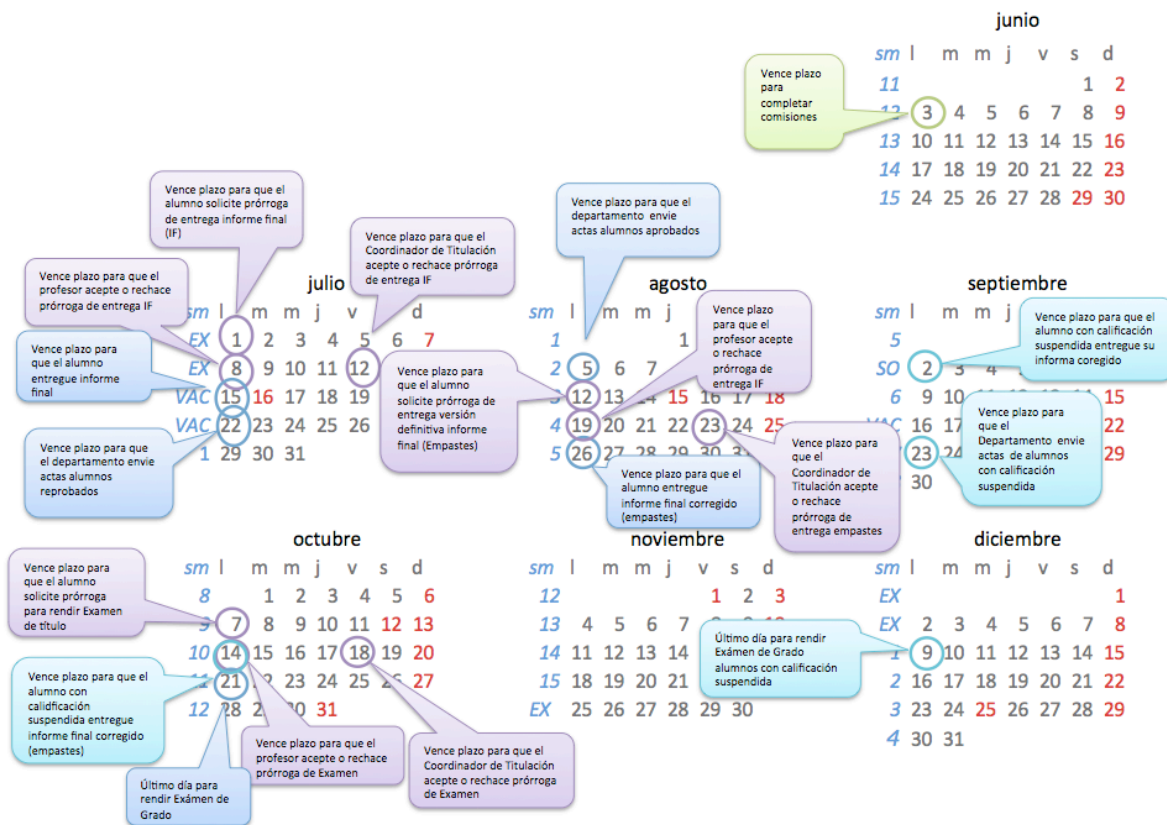 junio
sm l m m j v s d
11 1 2
12 3 4 5 6 7 8 9
13 10 11 12 13 14 15 16
14 17 18 19 20 21 22 23
15 24 25 26 27 28 29 30
Vence plazo
para
completar
comisiones
Vence plazo para que el
alumno solicite prórroga
de entrega informe final
(IF)
Vence plazo para que el
profesor acepte o rechace
prórroga de entrega IF
Vence plazo para
que el alumno
entregue informe
final
Vence plazo para que
el departamento envie
actas alumnos
reprobados
Vence plazo para que el
Coordinador de Titulación
acepte o rechace prórroga
de entrega IF
julio
sm l m m j v d
EX 1 2 3 4 5 6 7
EX 8 9 10 11 12
VAC 15 16 17 18 19
VAC 22 23 24 25 26
1 29 30 31
Vence plazo para que el
departamento envie
actas alumnos aprobados
Vence plazo para
que el alumno
solicite prórroga de
entrega versión
definitiva informe
final (Empastes)
Vence plazo
para que el
profesor acepte
o rechace
prórroga de
entrega IF
agosto
sm l m m j
1 1
2 5 6 7
3 12 13 14 15 16 17 18
4 19 20 21 22 23 24 25
5 26 27 28 29 30 31
Vence plazo para que el
alumno entregue
informe final corregido
(empastes)
Vence plazo para
que el
Coordinador de
Titulación acepte
o rechace
prórroga de
entrega empastes
septiembre
sm l m m j v s d
5
SO 2 3 4
6 9 10 11 15
VAC 16 17 22
23 24 29
30
Vence plazo para que el
alumno con calificación
suspendida entregue su
informa coregido
Vence plazo para
que el
Departamento envie
actas de alumnos
con calificación
suspendida
octubre
sm l m m j v s d
8 1 2 3 4 5 6
9 7 8 9 10 11 12 13
10 14 15 16 17 18 19 20
11 21 22 23 24 25 26 27
12 28 29 30 31
Vence plazo para
que el alumno
solicite prórroga
para rendir Examen
de título
Vence plazo para que el
alumno con
calidificación
suspendida entregue
informe final corregido
(empastes)
Último día para
rendir Exámen de
Grado
Vence plazo para que el
profesor acepte o rechace
prórroga de Examen
Vence plazo para que el
Coordinador de Titulación
acepte o rechace prórroga
de Examen
noviembre
sm l m m j v s d
12 1 2 3
13 4 5 6 7 8 9 10
14 11 12 13 14
15 18 19 20 21
EX 25 26 27 28 29 30
Último día para rendir
Exámen de Grado
alumnos con calificación
suspendida
diciembre
sm l m m j v s d
EX 1
EX 2 3 4 5 6 7 8
1 9 10 11 12 13 14 15
2 16 17 18 19 20 21 22
3 23 24 25 26 27 28 29
4 30 31